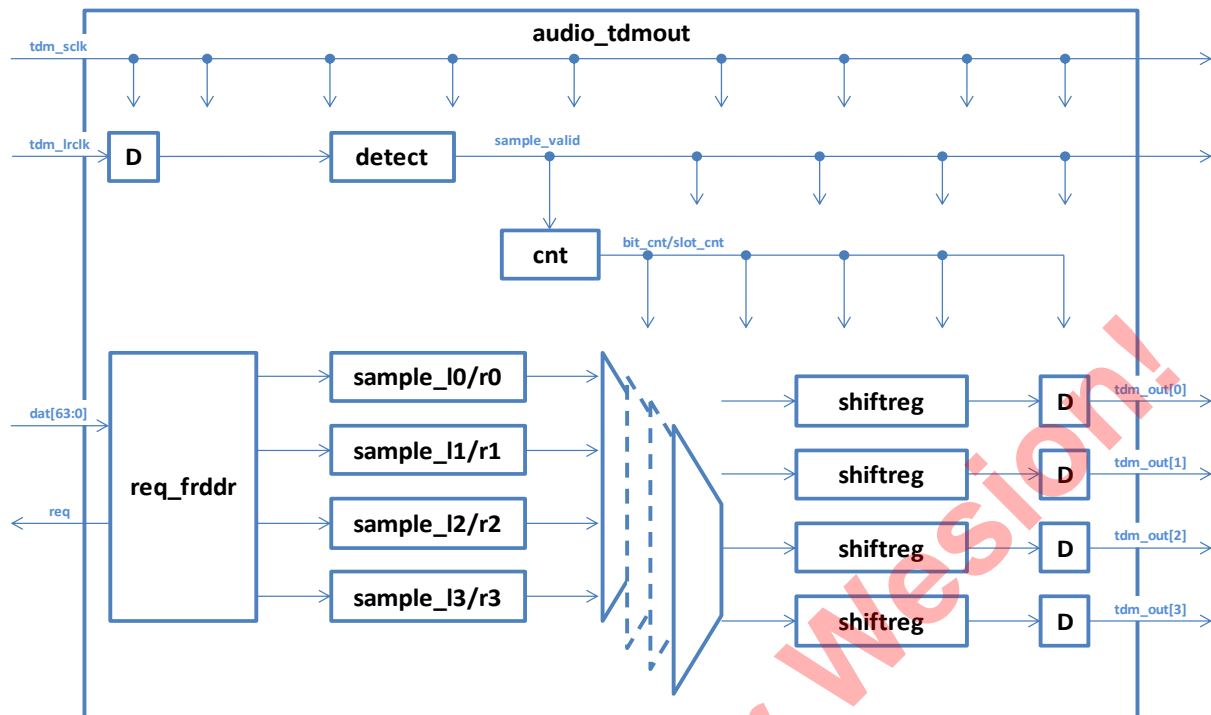 audio_tdmout
tdm_sclk
tdm_lrclk
D
detect
sample_valid
cnt
bit_cnt/slot_cnt
dat[63:0]
req
req_frddr
sample_l0/r0
sample_l1/r1
sample_l2/r2
sample_l3/r3
shiftreg
D
tdm_out[0]
shiftreg
D
tdm_out[1]
shiftreg
D
tdm_out[2]
shiftreg
D
tdm_out[3]
Wesion!